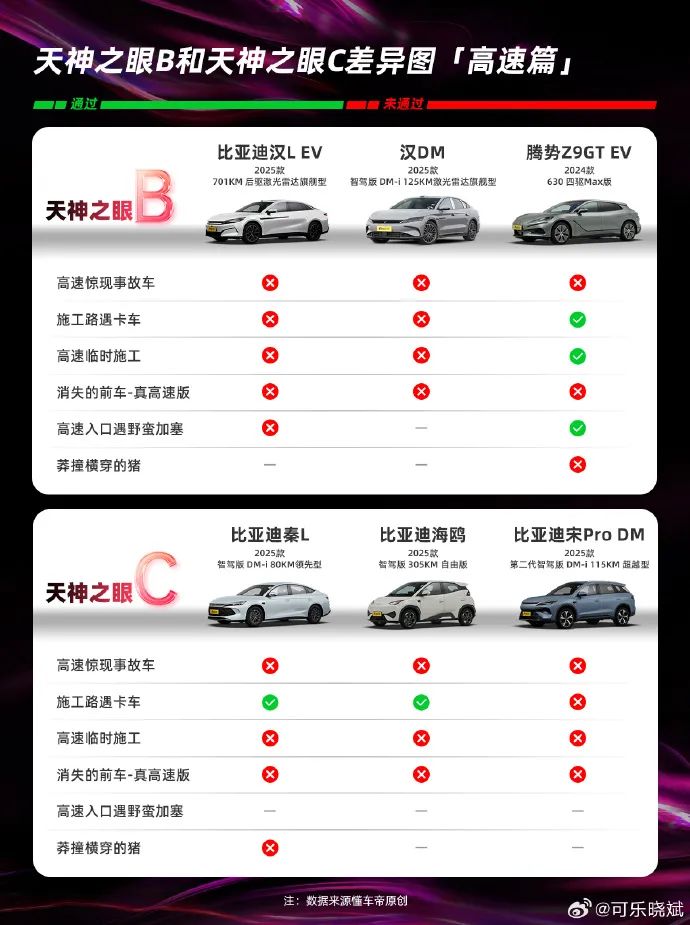 天神之眼B和天神之眼C差异图「高速篇」
通过 未通过
天神之眼B
比亚迪汉L EV
2025款
701KM 后驱激光雷达旗舰型
汉DM
2025款
智驾版 DM-i 125KM激光雷达旗舰型
腾势Z9GT EV
2024款
630 四驱Max版
高速惊现事故车
施工路遇卡车
高速临时施工
消失的前车-真高速版
高速入口遇野蛮加塞 —
莽撞横穿的猪 — —
天神之眼C
比亚迪秦L
2025款
智驾版 DM-i 80KM领先型
比亚迪海鸥
2025款
智驾版 305KM 自由版
比亚迪宋Pro DM
2025款
第二代智驾版 DM-i 115KM 超越型
高速惊现事故车
施工路遇卡车
高速临时施工
消失的前车-真高速版
高速入口遇野蛮加塞 — — —
莽撞横穿的猪 — —
注：数据来源懂车帝原创
@可乐晓斌